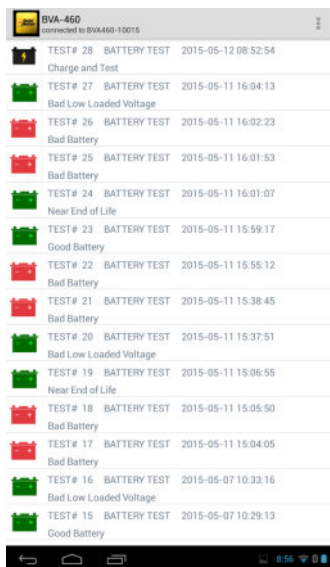 BVA-460
connected to BVA460-10015
TEST# 28 BATTERY TEST 2015-05-12 08:52:54
Charge and Test
TEST# 27 BATTERY TEST 2015-05-11 16:04:13
Bad Low Loaded Voltage
TEST# 26 BATTERY TEST 2015-05-11 16:02:23
Bad Battery
TEST# 25 BATTERY TEST 2015-05-11 16:01:53
Bad Battery
TEST# 24 BATTERY TEST 2015-05-11 16:01:07
Near End of Life
TEST# 23 BATTERY TEST 2015-05-11 15:59:17
Good Battery
TEST# 22 BATTERY TEST 2015-05-11 15:55:12
Bad Battery
TEST# 21 BATTERY TEST 2015-05-11 15:38:45
Bad Battery
TEST# 20 BATTERY TEST 2015-05-11 15:37:51
Bad Low Loaded Voltage
TEST# 19 BATTERY TEST 2015-05-11 15:06:55
Near End of Life
TEST# 18 BATTERY TEST 2015-05-11 15:05:50
Bad Battery
TEST# 17 BATTERY TEST 2015-05-11 15:04:05
Bad Battery
TEST# 16 BATTERY TEST 2015-05-07 10:33:16
Bad Low Loaded Voltage
TEST# 15 BATTERY TEST 2015-05-07 10:29:13
Good Battery
8:56